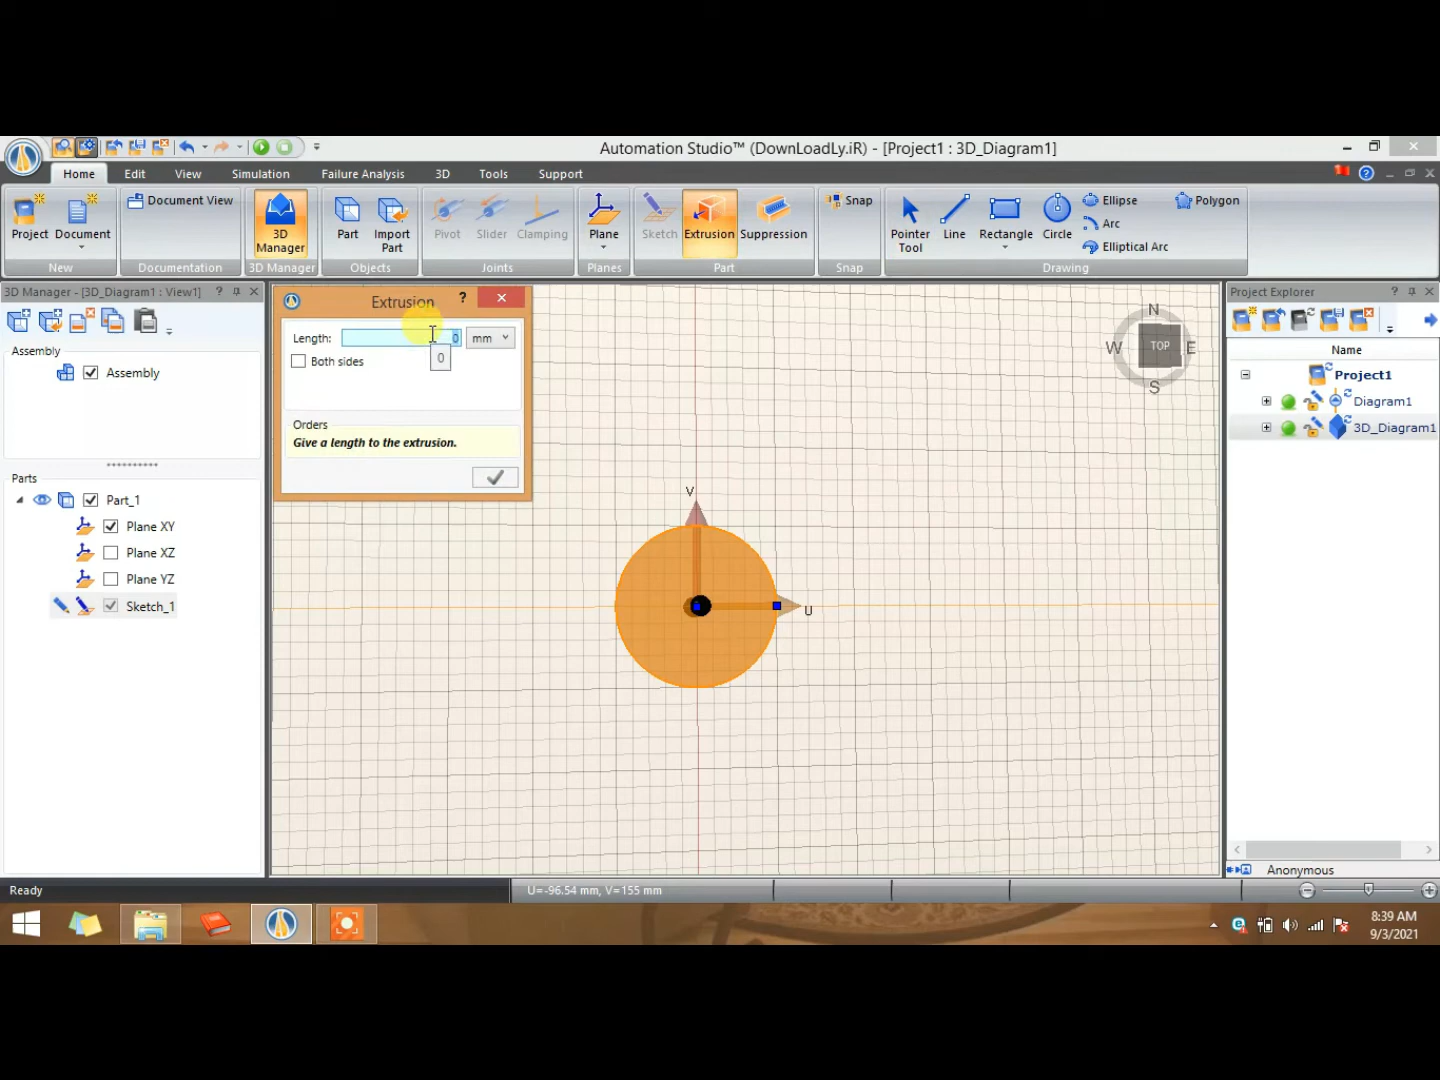 Automation Studio™ (DownLoadLy.iR) - [Project1 : 3D_Diagram1]
Home Edit View Simulation Failure Analysis 3D Tools Support
Project Document Document View 3D Manager Part Import Part Pivot Slider Clamping Plane Sketch Extrusion Suppression Snap Pointer Tool Line Rectangle Circle Ellipse Arc Elliptical Arc Polygon
New Documentation 3D Manager Objects Joints Planes Part Snap Drawing
3D Manager - [3D_Diagram1 : View1] ?
Assembly
Assembly
Parts
Part_1
Plane XY
Plane XZ
Plane YZ
Sketch_1
Extrusion ?
Length: 0 mm
0
Both sides
Orders
Give a length to the extrusion.
V
U
N
W TOP E
S
Project Explorer ?
Name
Project1
Diagram1
3D_Diagram1
Anonymous
Ready U=-96.54 mm, V=155 mm
8:39 AM
9/3/2021